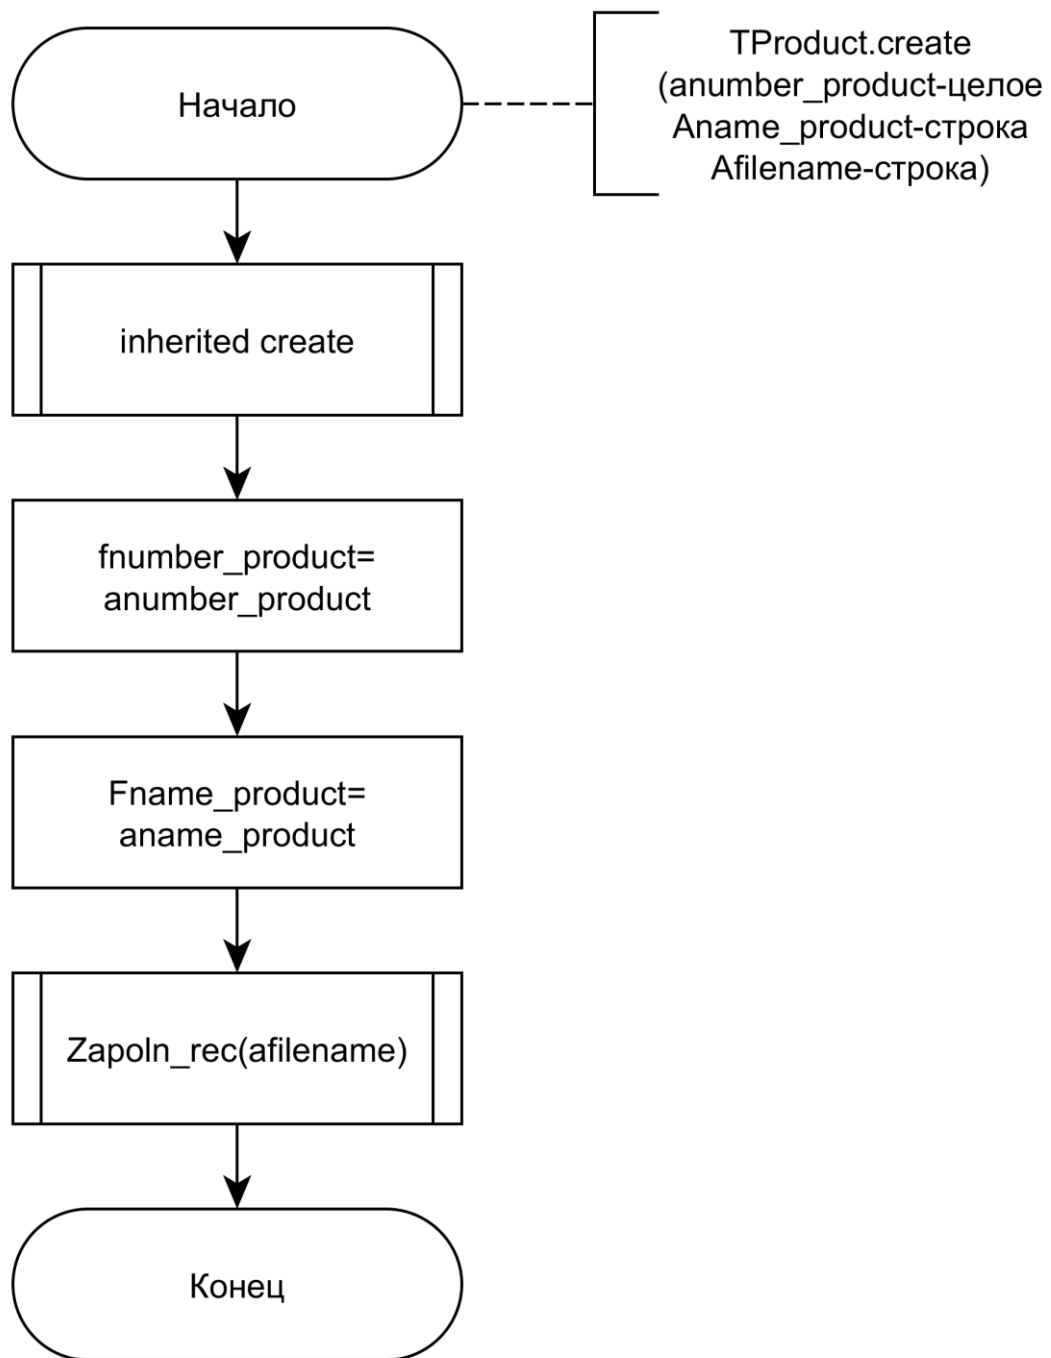 Начало
TProduct.create
(anumber_product-целое
Aname_product-строка
Afilename-строка)
inherited create
fnumber_product=
anumber_product
Fname_product=
aname_product
Zapoln_rec(afilename)
Конец